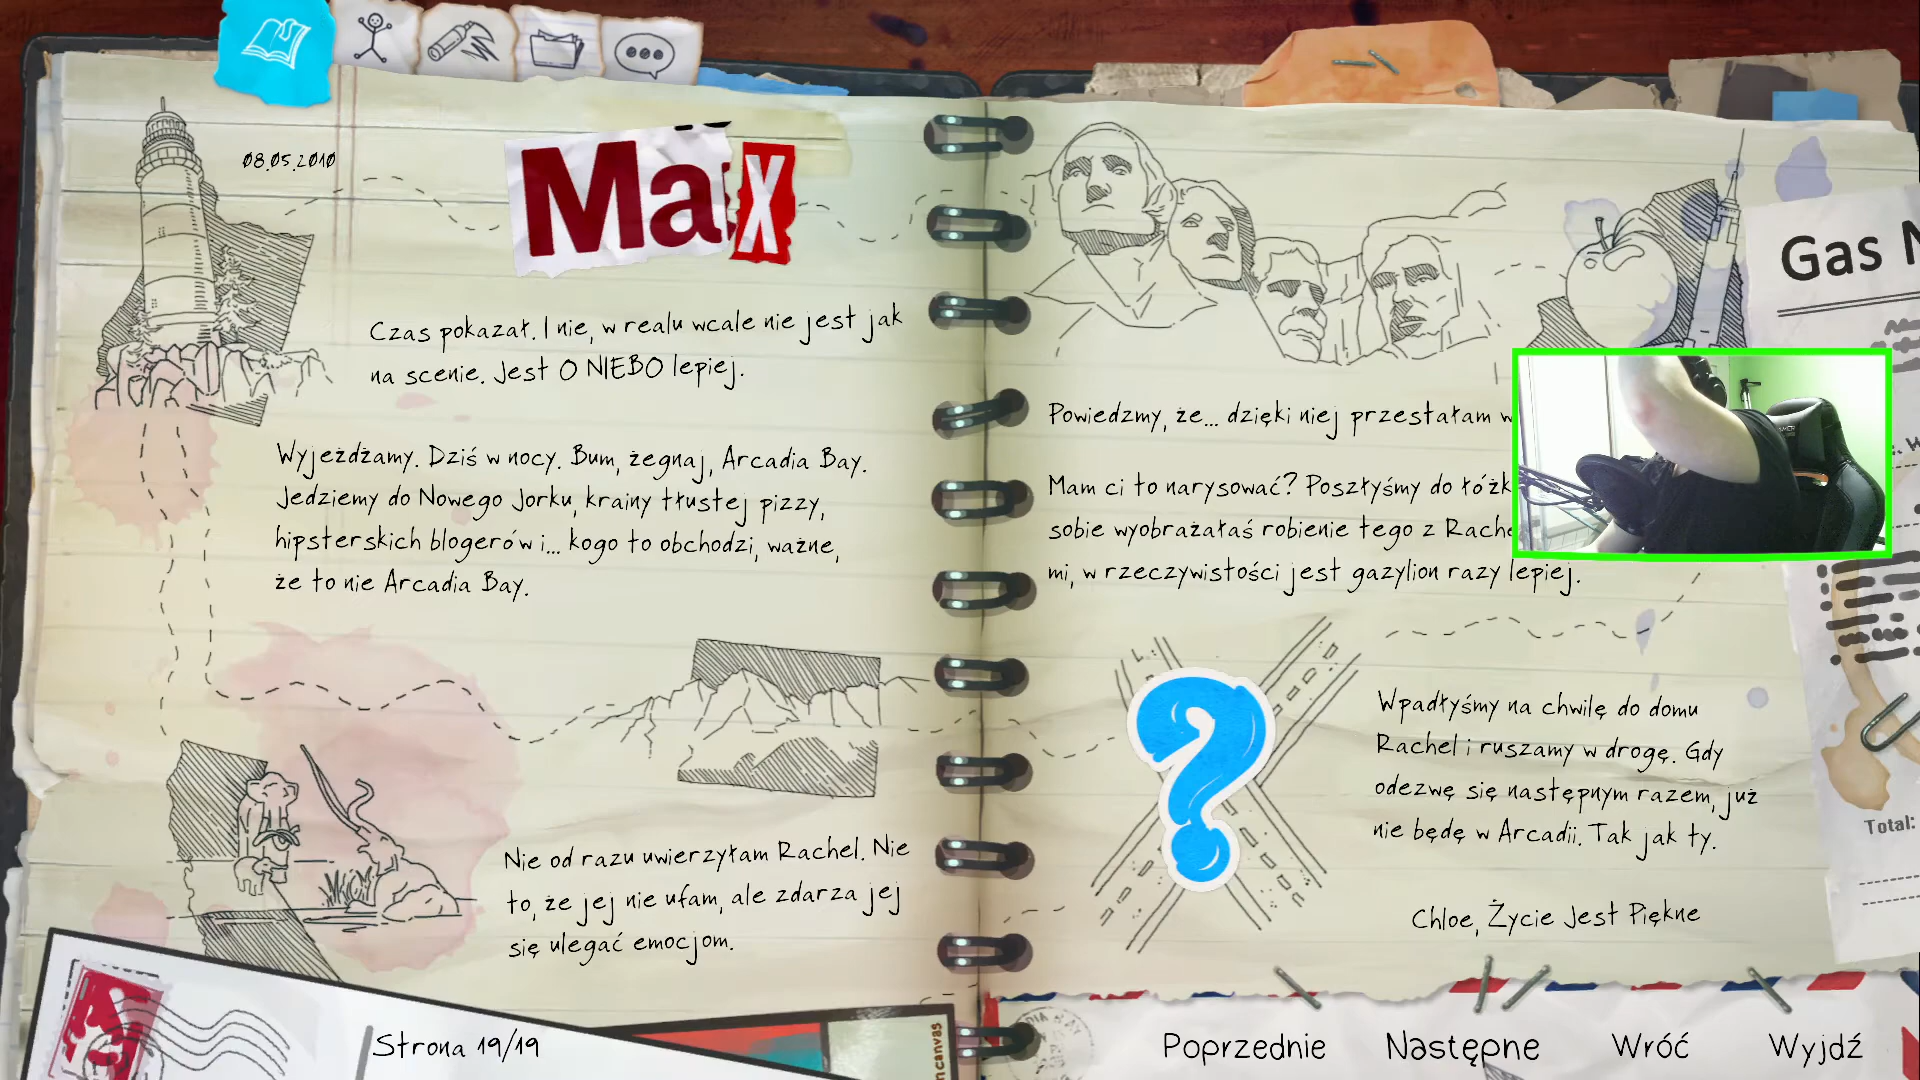 08.05.2010
Max
Czas pokazał. I nie, w realu wcale nie jest jak
na scenie. Jest O NIEBO lepiej.
Wyjeżdżamy. Dziś w nocy. Bum, żegnaj, Arcadia Bay.
Jedziemy do Nowego Jorku, krainy tłustej pizzy,
hipsterskich blogerów i... kogo to obchodzi, ważne,
że to nie Arcadia Bay.
Nie od razu uwierzyłam Rachel. Nie
to, że jej nie ufam, ale zdarza jej
się ulegać emocjom.
Strona 19/19
Powiedzmy, że... dzięki niej przestałam
Mam ci to narysować? Poszłyśmy do
sobie wyobrażałaś robienie tego z
mi, w rzeczywistości jest gazylion razy lepiej.
Wpadłyśmy na chwilę do domu
Rachel i ruszamy w drogę. Gdy
odezwę się następnym razem, już
nie będę w Arcadii. Tak jak ty.
Chloe, Życie Jest Piękne
Gas
Total:
Poprzednie Następne Wróć Wyjdź